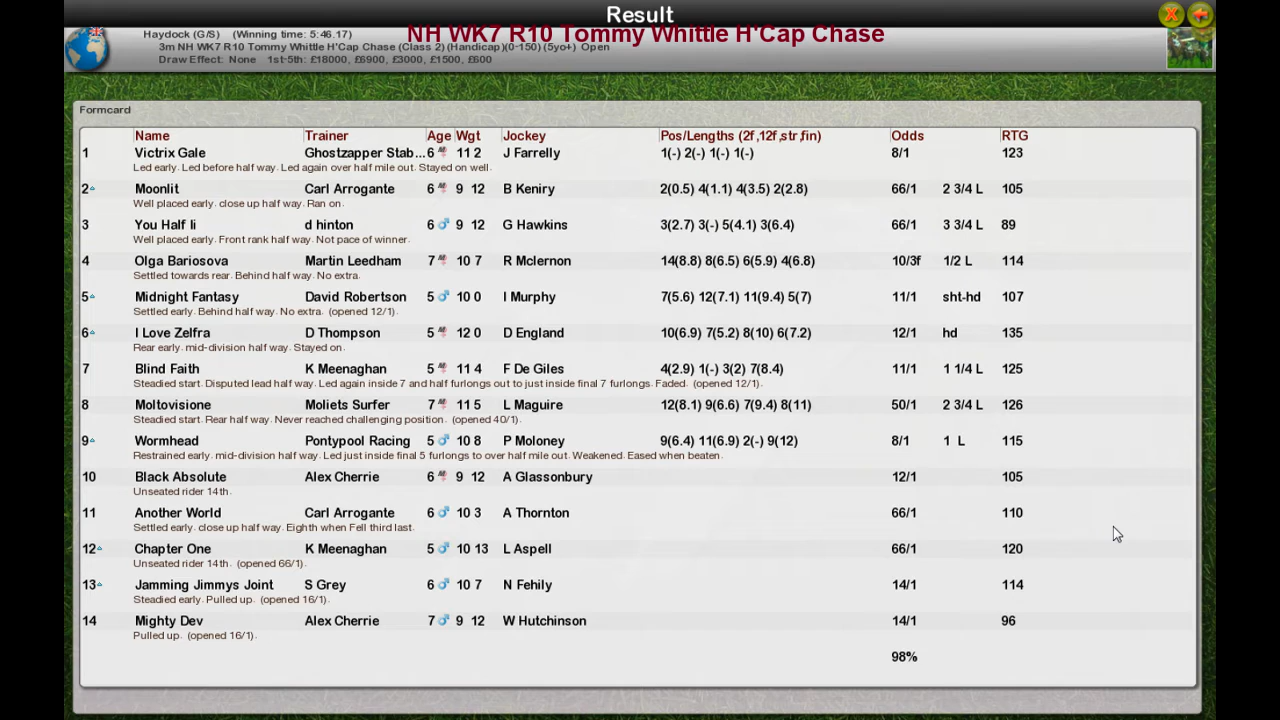 Result
NH WK7 R10 Tommy Whittle H'Cap Chase
Haydock (G/S) (Winning time: 5:46.17)
3m NH WK7 R10 Tommy Whittle H'Cap Chase (Class 2) (Handicap)(0-150) (5yo+) Open
Draw Effect: None 1st-5th: £18000, £6900, £3000, £1500, £600
Formcard
Name Trainer Age Wgt Jockey Pos/Lengths (2f,12f,str,fin) Odds RTG
1 Victrix Gale Ghostzapper Stab... 6 11 2 J Farrelly 1(-) 2(-) 1(-) 1(-) 8/1 123
Led early. Led before half way. Led again over half mile out. Stayed on well.
2 Moonlit Carl Arrogante 6 9 12 B Keniry 2(0.5) 4(1.1) 4(3.5) 2(2.8) 66/1 2 3/4 L 105
Well placed early. close up half way. Ran on.
3 You Half Ii d hinton 6 9 12 G Hawkins 3(2.7) 3(-) 5(4.1) 3(6.4) 66/1 3 3/4 L 89
Well placed early. Front rank half way. Not pace of winner.
4 Olga Bariosova Martin Leedham 7 10 7 R Mclernon 14(8.8) 8(6.5) 6(5.9) 4(6.8) 10/3f 1/2 L 114
Settled towards rear. Behind half way. No extra.
5 Midnight Fantasy David Robertson 5 10 0 I Murphy 7(5.6) 12(7.1) 11(9.4) 5(7) 11/1 sht-hd 107
Settled early. Behind half way. No extra. (opened 12/1).
6 I Love Zelfra D Thompson 5 12 0 D England 10(6.9) 7(5.2) 8(10) 6(7.2) 12/1 hd 135
Rear early. mid-division half way. Stayed on.
7 Blind Faith K Meenaghan 5 11 4 F De Giles 4(2.9) 1(-) 3(2) 7(8.4) 11/1 1 1/4 L 125
Steadied start. Disputed lead half way. Led again inside 7 and half furlongs out to just inside final 7 furlongs. Faded. (opened 12/1).
8 Moltovisione Moliets Surfer 7 11 5 L Maguire 12(8.1) 9(6.6) 7(9.4) 8(11) 50/1 2 3/4 L 126
Steadied start. Rear half way. Never reached challenging position. (opened 40/1).
9 Wormhead Pontypool Racing 5 10 8 P Moloney 9(6.4) 11(6.9) 2(-) 9(12) 8/1 1 L 115
Restrained early. mid-division half way. Led just inside final 5 furlongs to over half mile out. Weakened. Eased when beaten.
10 Black Absolute Alex Cherrie 6 9 12 A Glassonbury 12/1 105
Unseated rider 14th.
11 Another World Carl Arrogante 6 10 3 A Thornton 66/1 110
Settled early. close up half way. Eighth when Fell third last.
12 Chapter One K Meenaghan 5 10 13 L Aspell 66/1 120
Unseated rider 14th. (opened 66/1).
13 Jamming Jimmys Joint S Grey 6 10 7 N Fehily 14/1 114
Steadied early. Pulled up. (opened 16/1).
14 Mighty Dev Alex Cherrie 7 9 12 W Hutchinson 14/1 96
Pulled up. (opened 16/1).
98%